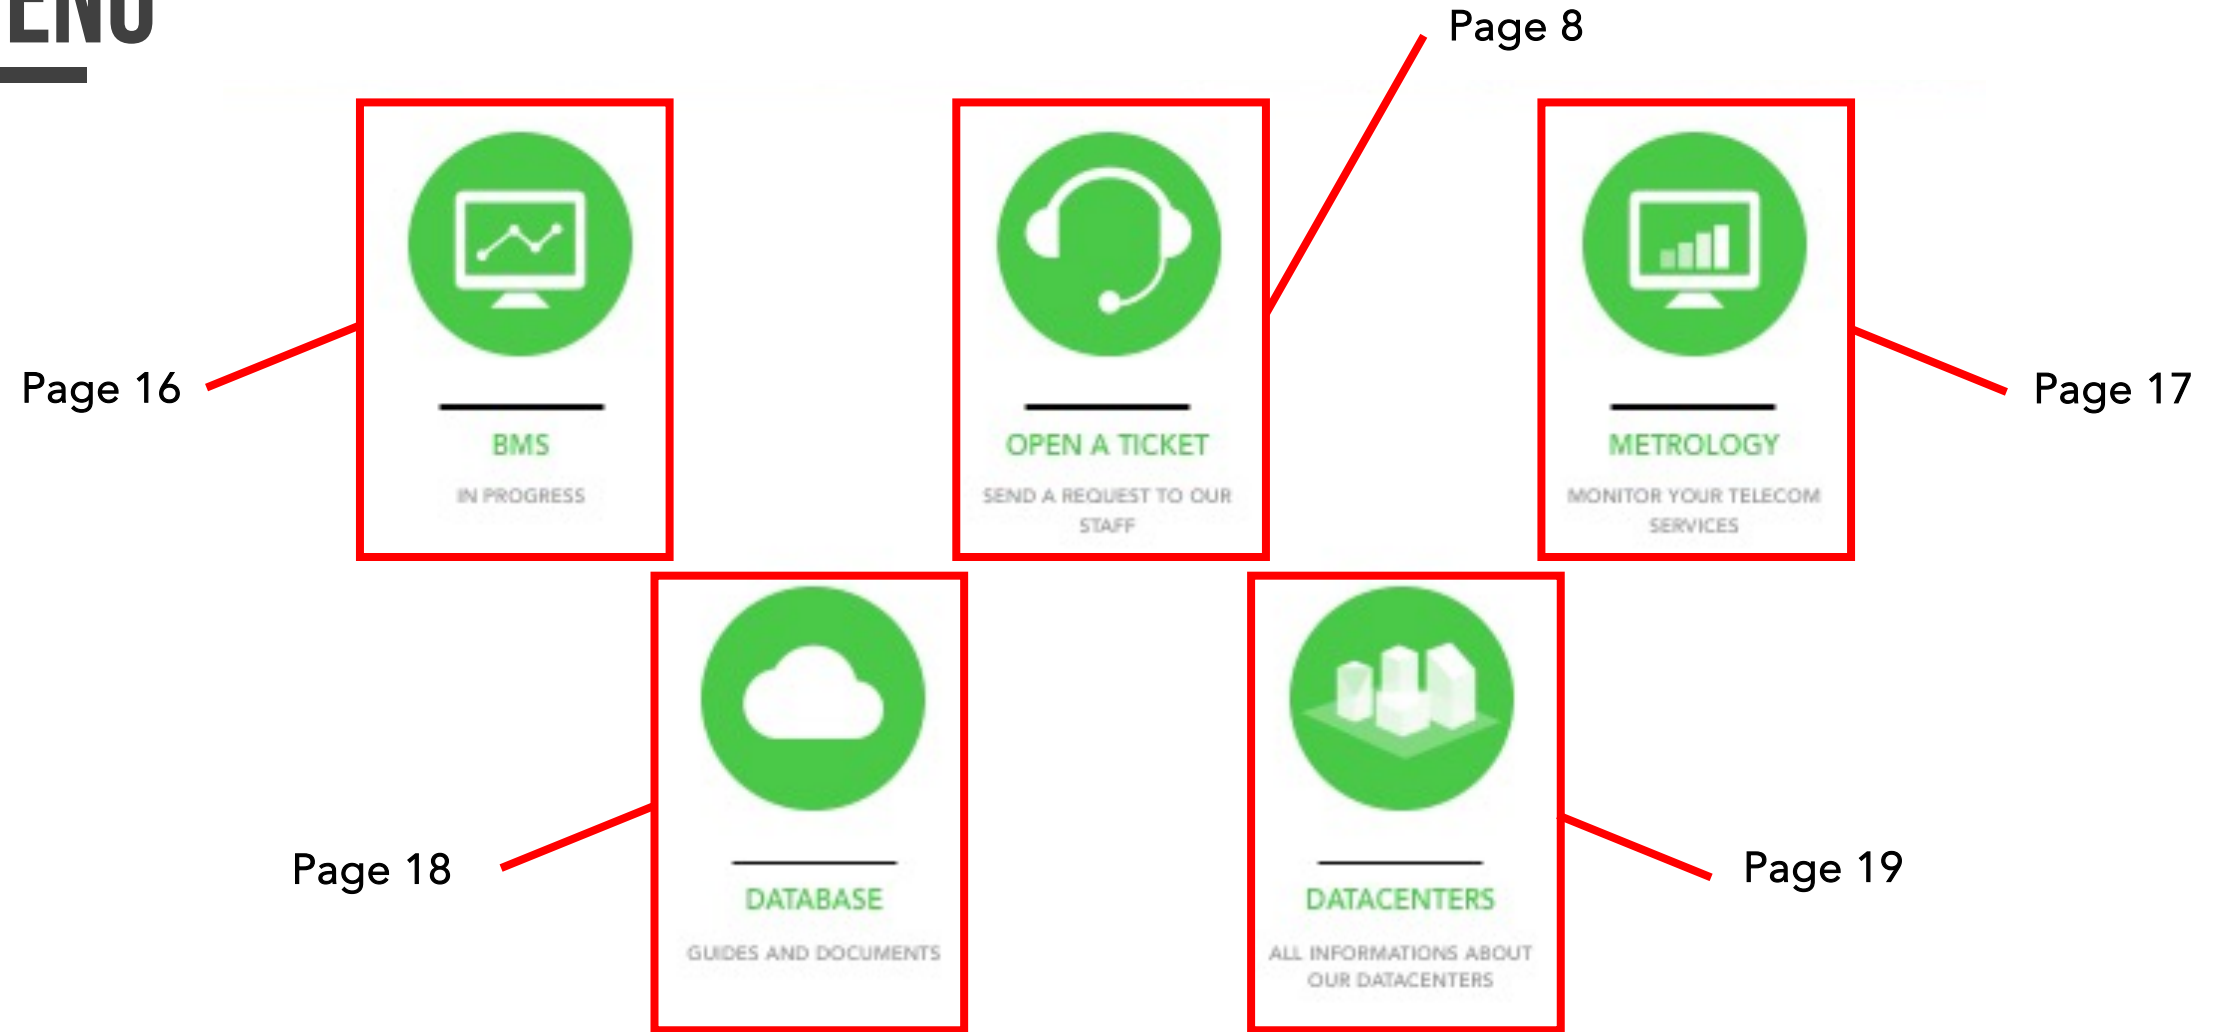 ENU
Page 8
Page 16
Page 17
BMS
IN PROGRESS
OPEN A TICKET
SEND A REQUEST TO OUR
STAFF
METROLOGY
MONITOR YOUR TELECOM
SERVICES
Page 18
Page 19
DATABASE
GUIDES AND DOCUMENTS
DATACENTERS
ALL INFORMATIONS ABOUT
OUR DATACENTERS